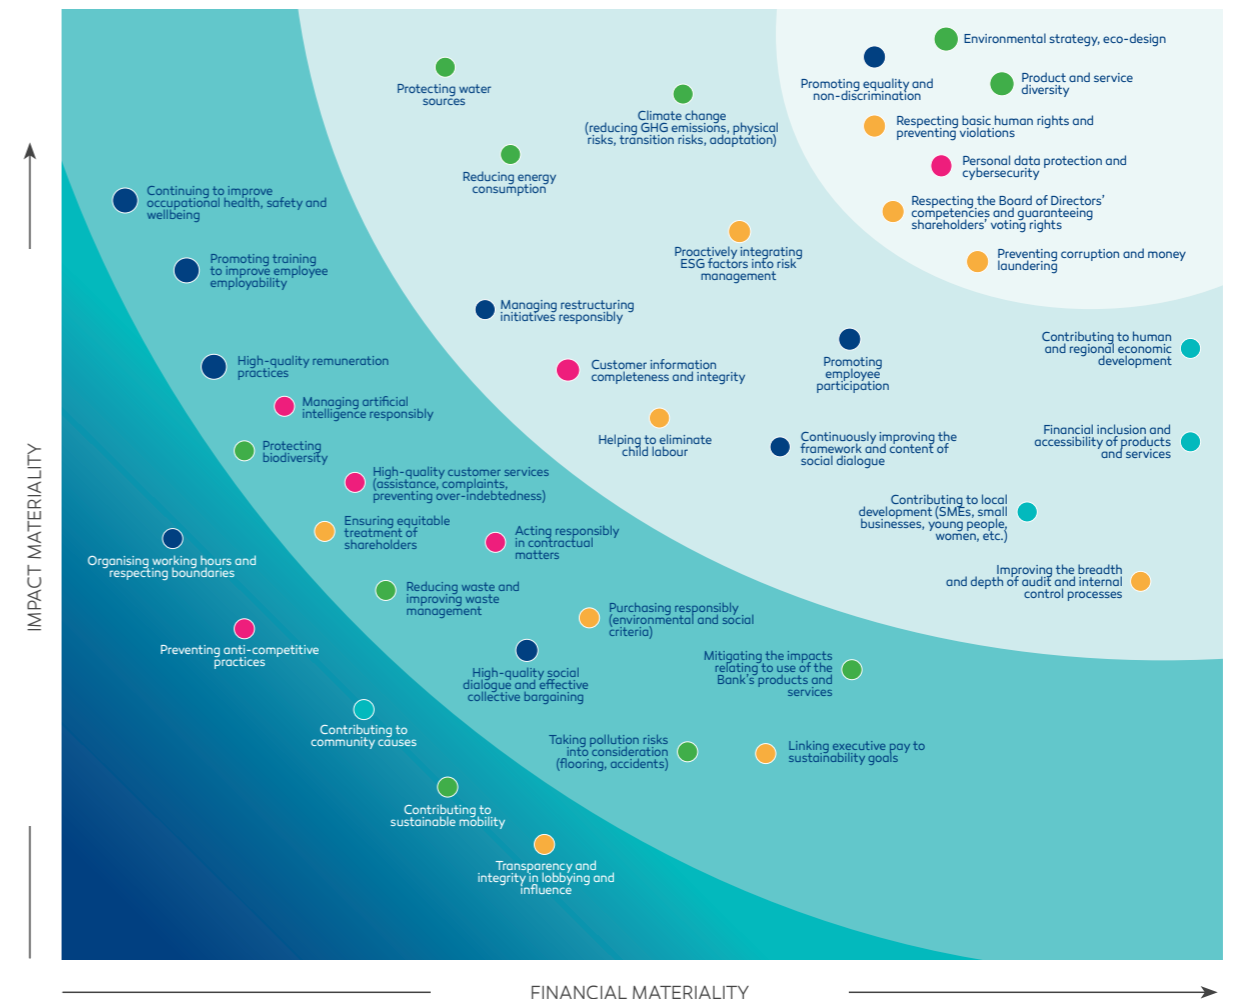 Environmental strategy, eco-design
Promoting equality and
non-discrimination
Product and service
diversity
Protecting water
sources
Climate change
(reducing GHG emissions, physical
risks, transition risks, adaptation)
Respecting basic human rights and
preventing violations
Personal data protection and
cybersecurity
Reducing energy
consumption
Continuing to improve
occupational health, safety and
wellbeing
Respecting the Board of Directors'
competencies and guaranteeing
shareholders' voting rights
Proactively integrating
ESG factors into risk
management
Preventing corruption and money
laundering
Promoting training
to improve employee
employability
Managing restructuring
initiatives responsibly
Contributing to human
and regional economic
development
Promoting
employee
participation
High-quality remuneration
practices
Customer information
completeness and integrity
Managing artificial
intelligence responsibly
Helping to eliminate
child labour
Continuously improving the
framework and content of
social dialogue
Financial inclusion and
accessibility of products
and services
Protecting
biodiversity
High-quality customer services
(assistance, complaints,
preventing over-indebtedness)
Contributing to local
development (SMEs, small
businesses, young people,
women, etc.)
Ensuring equitable
treatment of
shareholders
Acting responsibly
in contractual
matters
Organising working hours and
respecting boundaries
Improving the breadth
and depth of audit and internal
control processes
Reducing waste and
improving waste
management
Purchasing responsibly
(environmental and social
criteria)
Preventing anti-competitive
practices
High-quality social
dialogue and effective
collective bargaining
Mitigating the impacts
relating to use of the
Bank's products and
services
Contributing to
community causes
Taking pollution risks
into consideration
(flooring, accidents)
Linking executive pay to
sustainability goals
Contributing to
sustainable mobility
Transparency and
integrity in lobbying and
influence
IMPACT MATERIALITY
FINANCIAL MATERIALITY